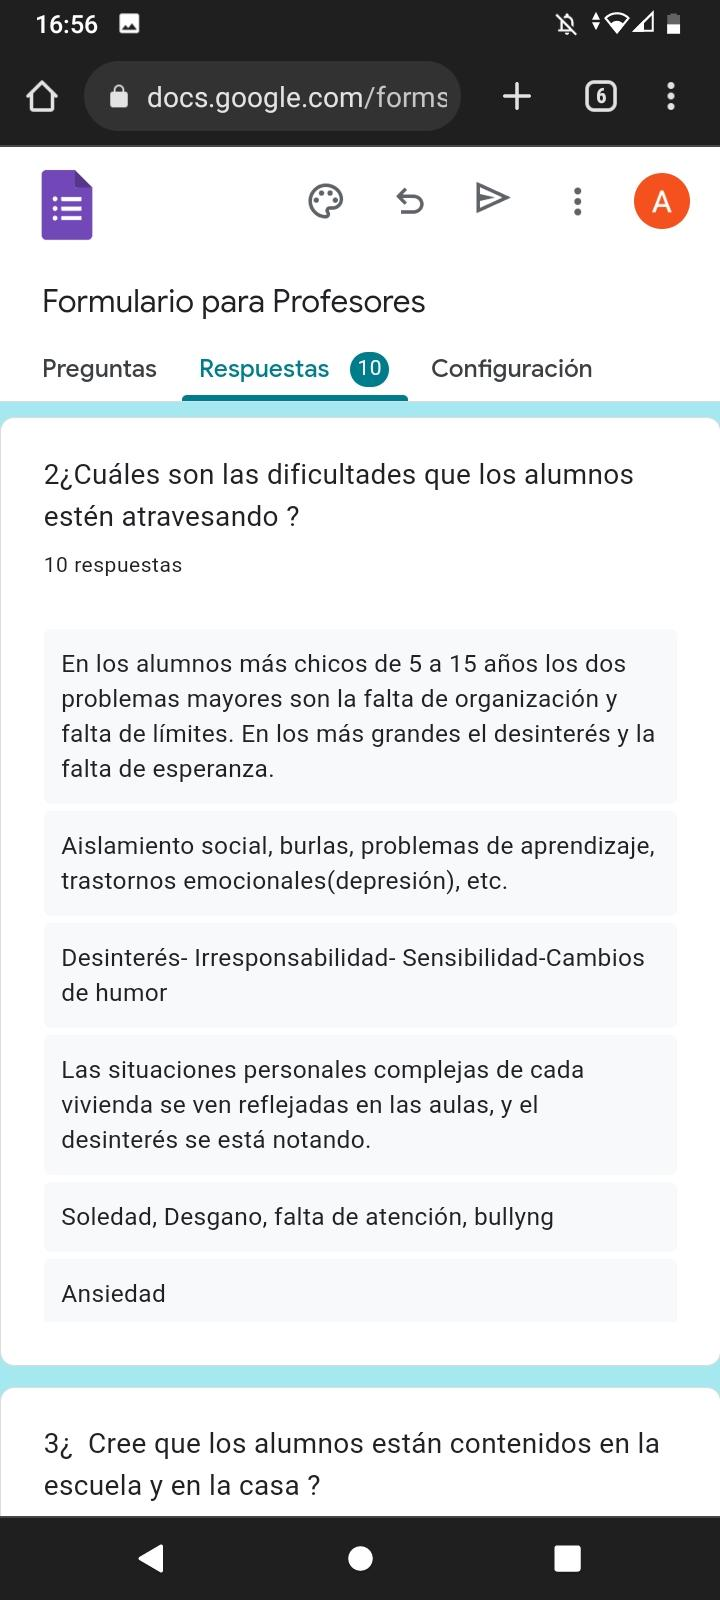 16:56
docs.google.com/forms
6
A
Formulario para Profesores
Preguntas
Respuestas
10
Configuración
2¿Cuáles son las dificultades que los alumnos
estén atravesando ?
10 respuestas
En los alumnos más chicos de 5 a 15 años los dos
problemas mayores son la falta de organización y
falta de límites. En los más grandes el desinterés y la
falta de esperanza.
Aislamiento social, burlas, problemas de aprendizaje,
trastornos emocionales(depresión), etc.
Desinterés- Irresponsabilidad- Sensibilidad-Cambios
de humor
Las situaciones personales complejas de cada
vivienda se ven reflejadas en las aulas, y el
desinterés se está notando.
Soledad, Desgano, falta de atención, bullyng
Ansiedad
3¿  Cree que los alumnos están contenidos en la
escuela y en la casa ?